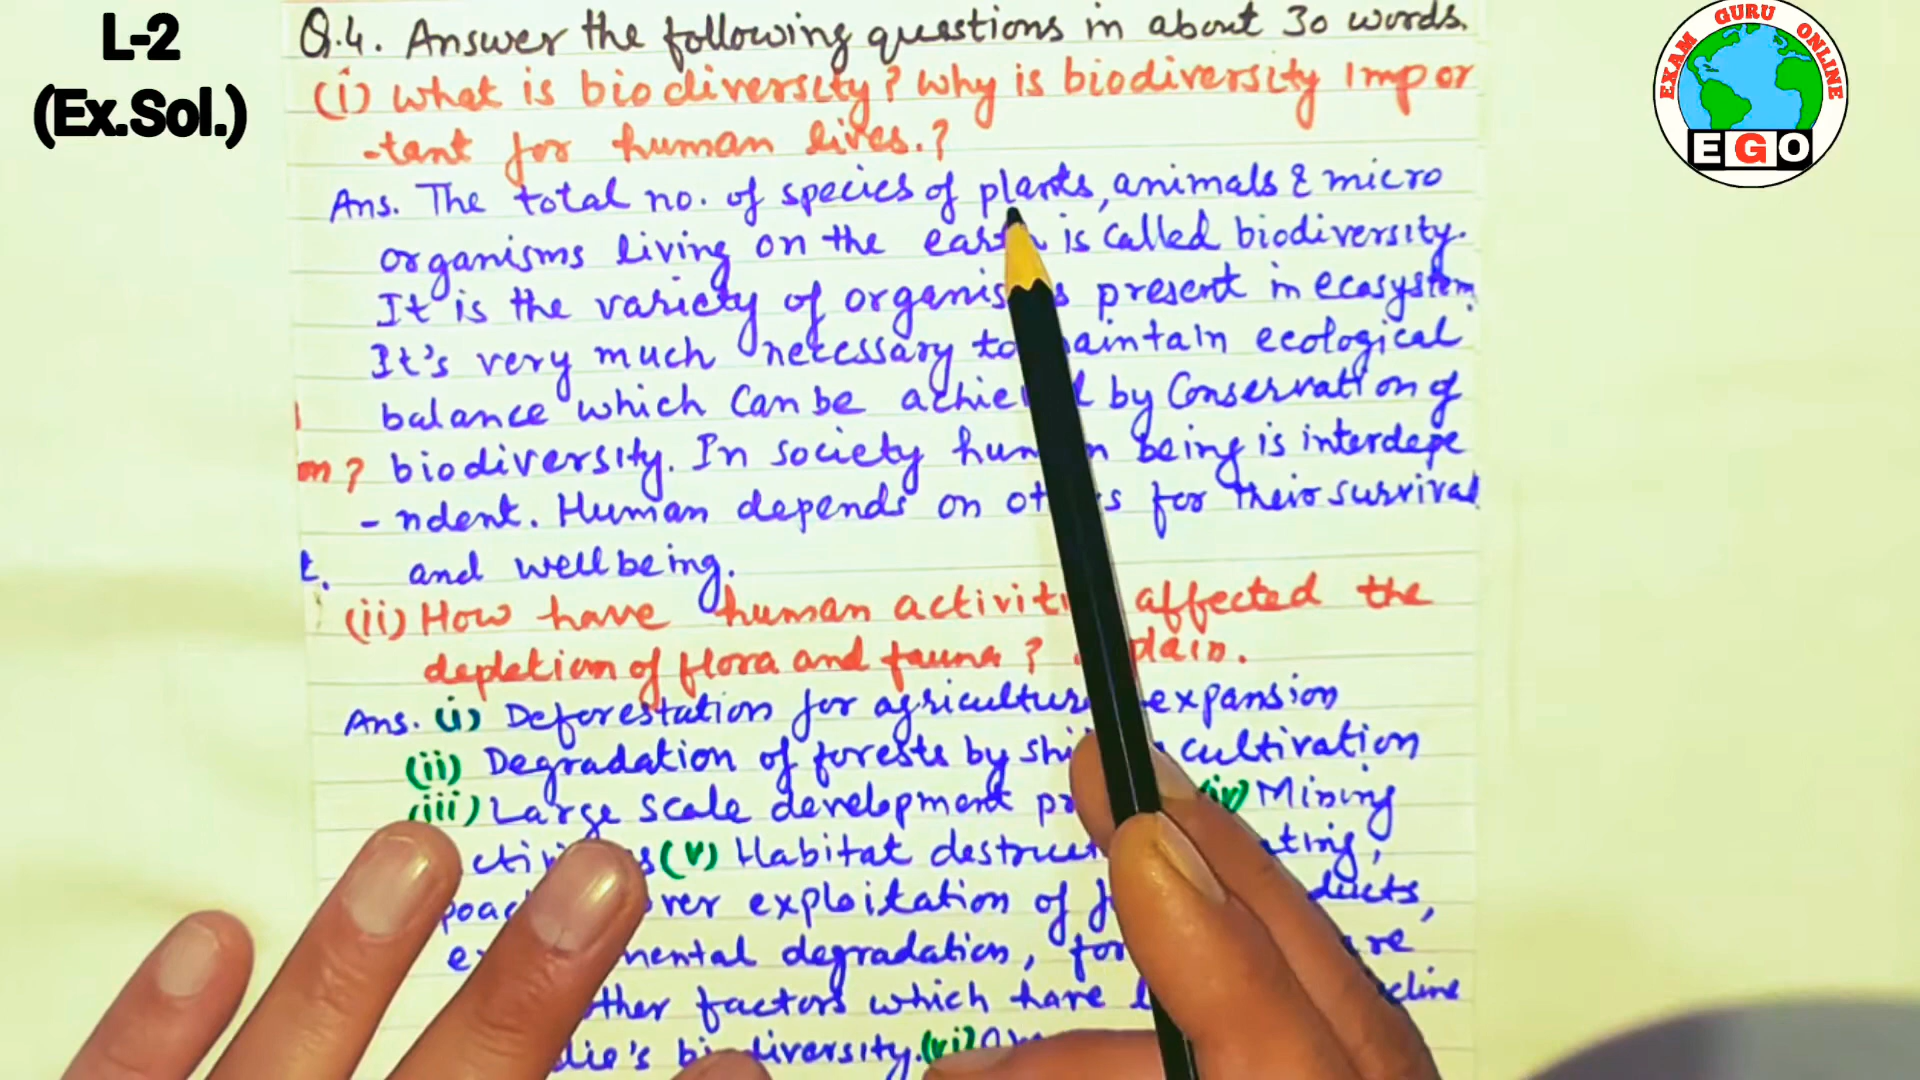 L-2
(Ex.Sol.)
EXAM GURU ONLINE
EGO
Q.4. Answer the following questions in about 30 words.
(i) What is biodiversity? Why is biodiversity impor
-tant for human lives.?
Ans. The total no. of species of plants, animals & micro
organisms living on the earth is called biodiversity.
It is the variety of organisms present in ecosystem.
It's very much necessary to maintain ecological
balance which can be achieved by Conservation of
on? biodiversity. In society human being is interdepe
-ndent. Human depends on others for their survival
t. and well being.
(ii) How have human activities affected the
depletion of flora and fauna? Explain.
Ans. (i) Deforestation for agricultur expansion
(ii) Degradation of forests by shi cultivation
(iii) Large scale development (iv) Mining
(v) Habitat
over exploitation of
degradation,
other factors which have
biodiversity. (vi)